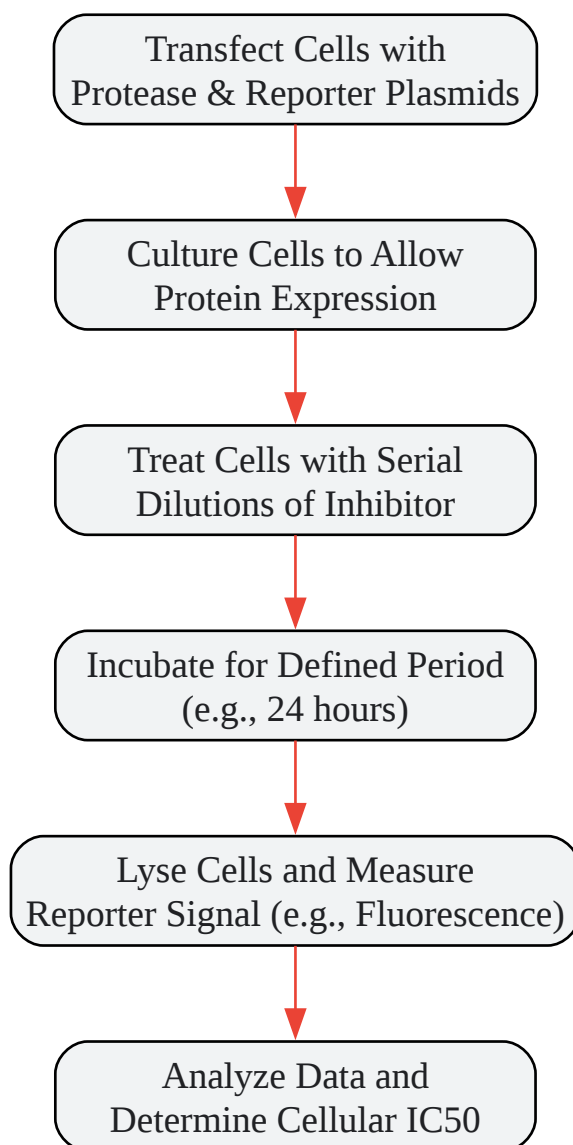 Transfect Cells with
Protease & Reporter Plasmids
Culture Cells to Allow
Protein Expression
Treat Cells with Serial
Dilutions of Inhibitor
Incubate for Defined Period
(e.g., 24 hours)
Lyse Cells and Measure
Reporter Signal (e.g., Fluorescence)
Analyze Data and
Determine Cellular IC50